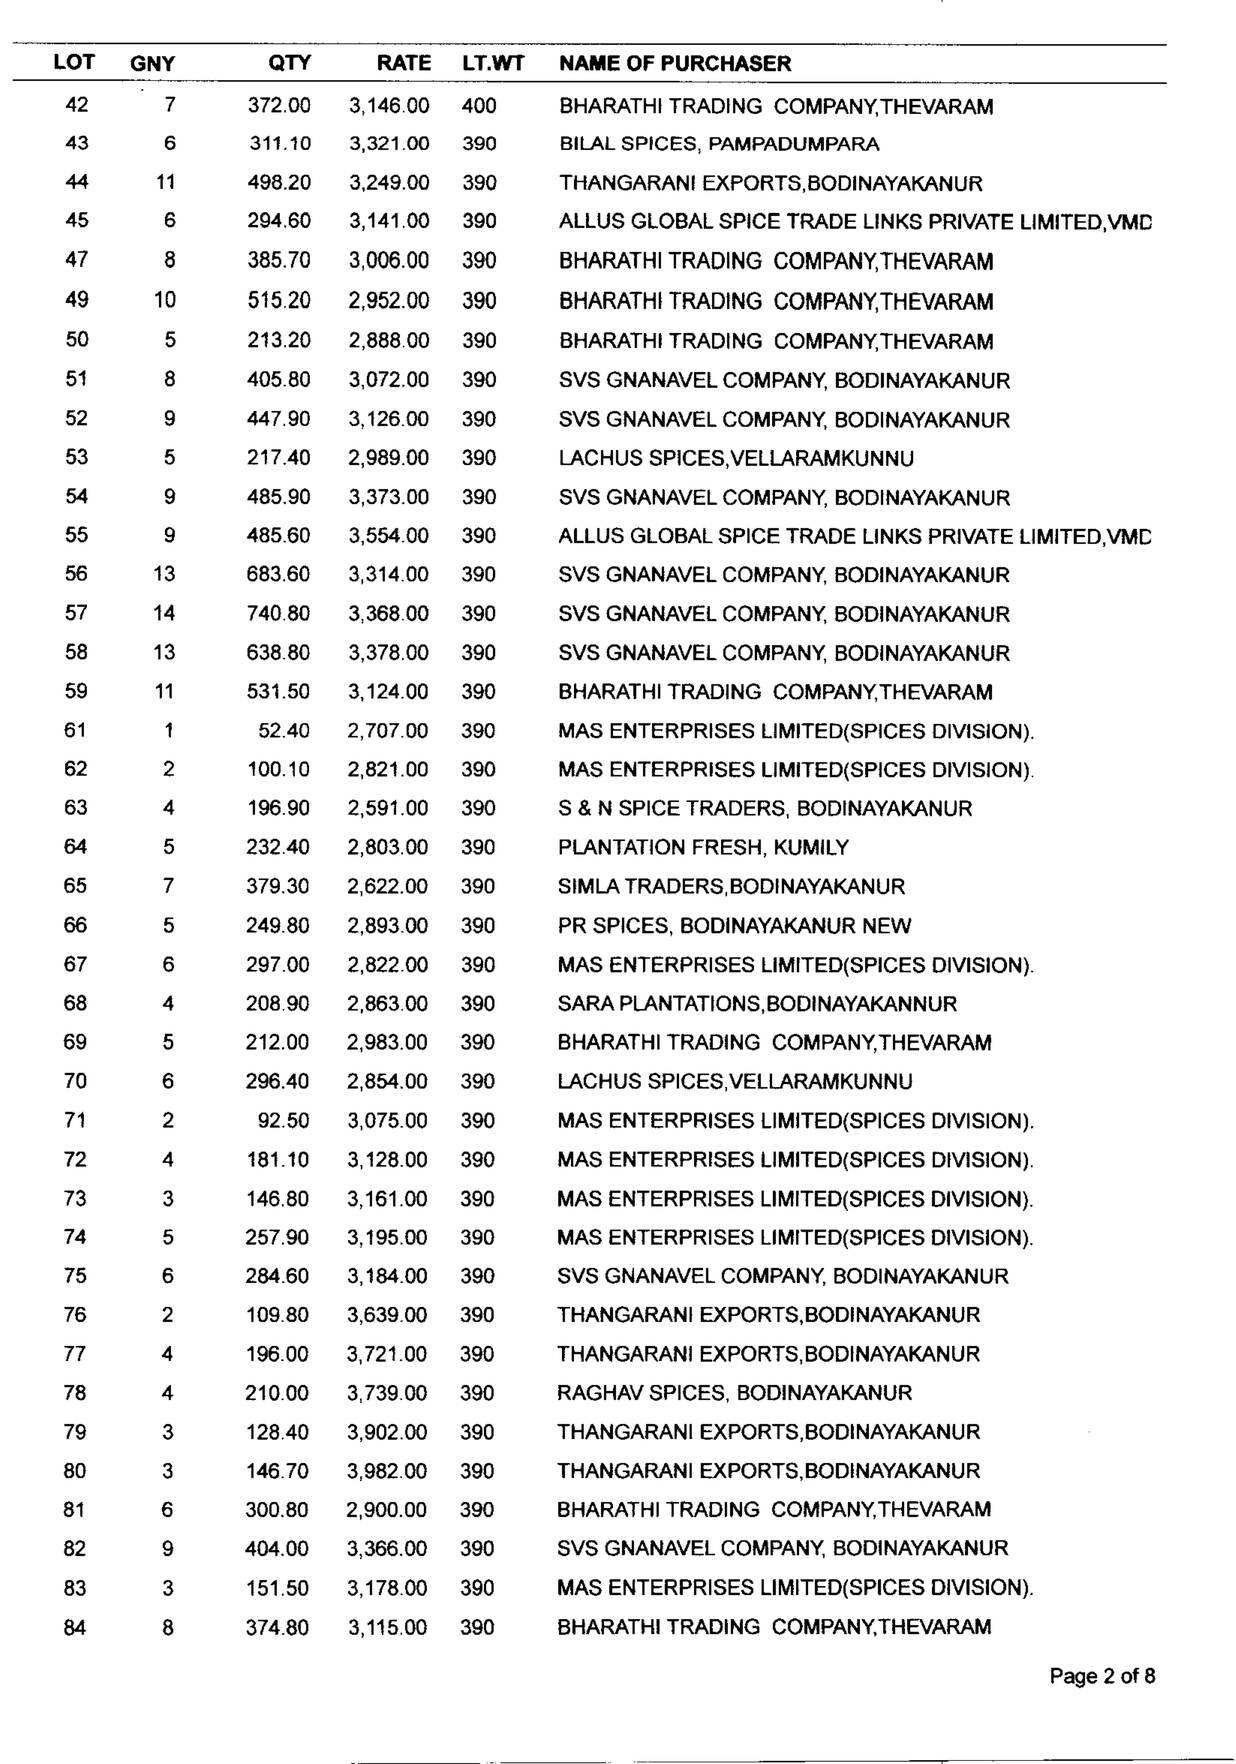 LOT GNY QTY RATE LT.WT NAME OF PURCHASER
42 7 372.00 3,146.00 400 BHARATHI TRADING COMPANY,THEVARAM
43 6 311.10 3,321.00 390 BILAL SPICES, PAMPADUMPARA
44 11 498.20 3,249.00 390 THANGARANI EXPORTS,BODINAYAKANUR
45 6 294.60 3,141.00 390 ALLUS GLOBAL SPICE TRADE LINKS PRIVATE LIMITED,VMD
47 8 385.70 3,006.00 390 BHARATHI TRADING COMPANY,THEVARAM
49 10 515.20 2,952.00 390 BHARATHI TRADING COMPANY,THEVARAM
50 5 213.20 2,888.00 390 BHARATHI TRADING COMPANY,THEVARAM
51 8 405.80 3,072.00 390 SVS GNANAVEL COMPANY, BODINAYAKANUR
52 9 447.90 3,126.00 390 SVS GNANAVEL COMPANY, BODINAYAKANUR
53 5 217.40 2,989.00 390 LACHUS SPICES,VELLARAMKUNNU
54 9 485.90 3,373.00 390 SVS GNANAVEL COMPANY, BODINAYAKANUR
55 9 485.60 3,554.00 390 ALLUS GLOBAL SPICE TRADE LINKS PRIVATE LIMITED,VMD
56 13 683.60 3,314.00 390 SVS GNANAVEL COMPANY, BODINAYAKANUR
57 14 740.80 3,368.00 390 SVS GNANAVEL COMPANY, BODINAYAKANUR
58 13 638.80 3,378.00 390 SVS GNANAVEL COMPANY, BODINAYAKANUR
59 11 531.50 3,124.00 390 BHARATHI TRADING COMPANY,THEVARAM
61 1 52.40 2,707.00 390 MAS ENTERPRISES LIMITED(SPICES DIVISION).
62 2 100.10 2,821.00 390 MAS ENTERPRISES LIMITED(SPICES DIVISION).
63 4 196.90 2,591.00 390 S & N SPICE TRADERS, BODINAYAKANUR
64 5 232.40 2,803.00 390 PLANTATION FRESH, KUMILY
65 7 379.30 2,622.00 390 SIMLA TRADERS,BODINAYAKANUR
66 5 249.80 2,893.00 390 PR SPICES, BODINAYAKANUR NEW
67 6 297.00 2,822.00 390 MAS ENTERPRISES LIMITED(SPICES DIVISION).
68 4 208.90 2,863.00 390 SARA PLANTATIONS,BODINAYAKANNUR
69 5 212.00 2,983.00 390 BHARATHI TRADING COMPANY,THEVARAM
70 6 296.40 2,854.00 390 LACHUS SPICES,VELLARAMKUNNU
71 2 92.50 3,075.00 390 MAS ENTERPRISES LIMITED(SPICES DIVISION).
72 4 181.10 3,128.00 390 MAS ENTERPRISES LIMITED(SPICES DIVISION).
73 3 146.80 3,161.00 390 MAS ENTERPRISES LIMITED(SPICES DIVISION).
74 5 257.90 3,195.00 390 MAS ENTERPRISES LIMITED(SPICES DIVISION).
75 6 284.60 3,184.00 390 SVS GNANAVEL COMPANY, BODINAYAKANUR
76 2 109.80 3,639.00 390 THANGARANI EXPORTS,BODINAYAKANUR
77 4 196.00 3,721.00 390 THANGARANI EXPORTS,BODINAYAKANUR
78 4 210.00 3,739.00 390 RAGHAV SPICES, BODINAYAKANUR
79 3 128.40 3,902.00 390 THANGARANI EXPORTS,BODINAYAKANUR
80 3 146.70 3,982.00 390 THANGARANI EXPORTS,BODINAYAKANUR
81 6 300.80 2,900.00 390 BHARATHI TRADING COMPANY,THEVARAM
82 9 404.00 3,366.00 390 SVS GNANAVEL COMPANY, BODINAYAKANUR
83 3 151.50 3,178.00 390 MAS ENTERPRISES LIMITED(SPICES DIVISION).
84 8 374.80 3,115.00 390 BHARATHI TRADING COMPANY,THEVARAM
Page 2 of 8